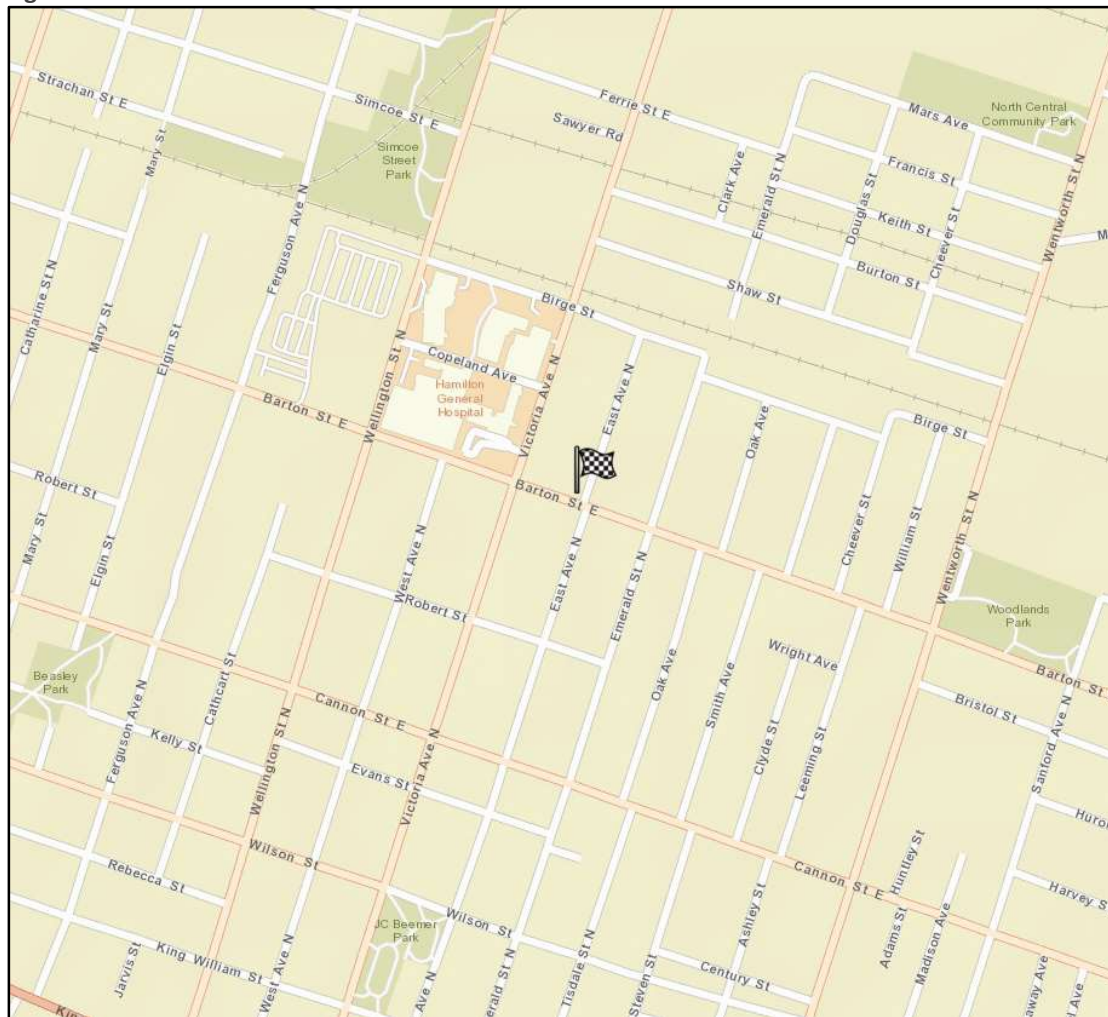 Strachan St E
Mary St
Simcoe St E
Simcoe
Street
Park
Ferrie St E
Sawyer Rd
Mars Ave
North Central
Community Park
Francis St
Clark Ave
Emerald St N
Douglas St
Keith St
Cheever St
Wentworth St N
Burton St
Shaw St
Ferguson Ave N
Catharine St N
Mary St
Elgin St
Birge St
Copeland Ave
Hamilton
General
Hospital
Wellington St N
Victoria Ave N
East Ave N
Barton St E
Barton St E
Oak Ave
Birge St
Cheever St
William St
Wentworth St N
Robert St
Mary St
Elgin St
West Ave N
Robert St
East Ave N
Emerald St N
Woodlands
Park
Barton St
Bristol St
Wright Ave
Oak Ave
Smith Ave
Clyde St
Leeming St
Sanford Ave N
Beasley
Park
Cathcart St
Cannon St E
Kelly St
Ferguson Ave N
Wellington St N
Evans St
Victoria Ave N
Wilson St
Rebecca St
Cannon St E
Huntley St
Harvey S
JC Beemer
Park
Wilson St
Ashley St
Adams St
Madison Ave
King William St
Jarvis St
West Ave N
Ave N
erald St N
Tisdale St N
Steven St
Century St
away Ave